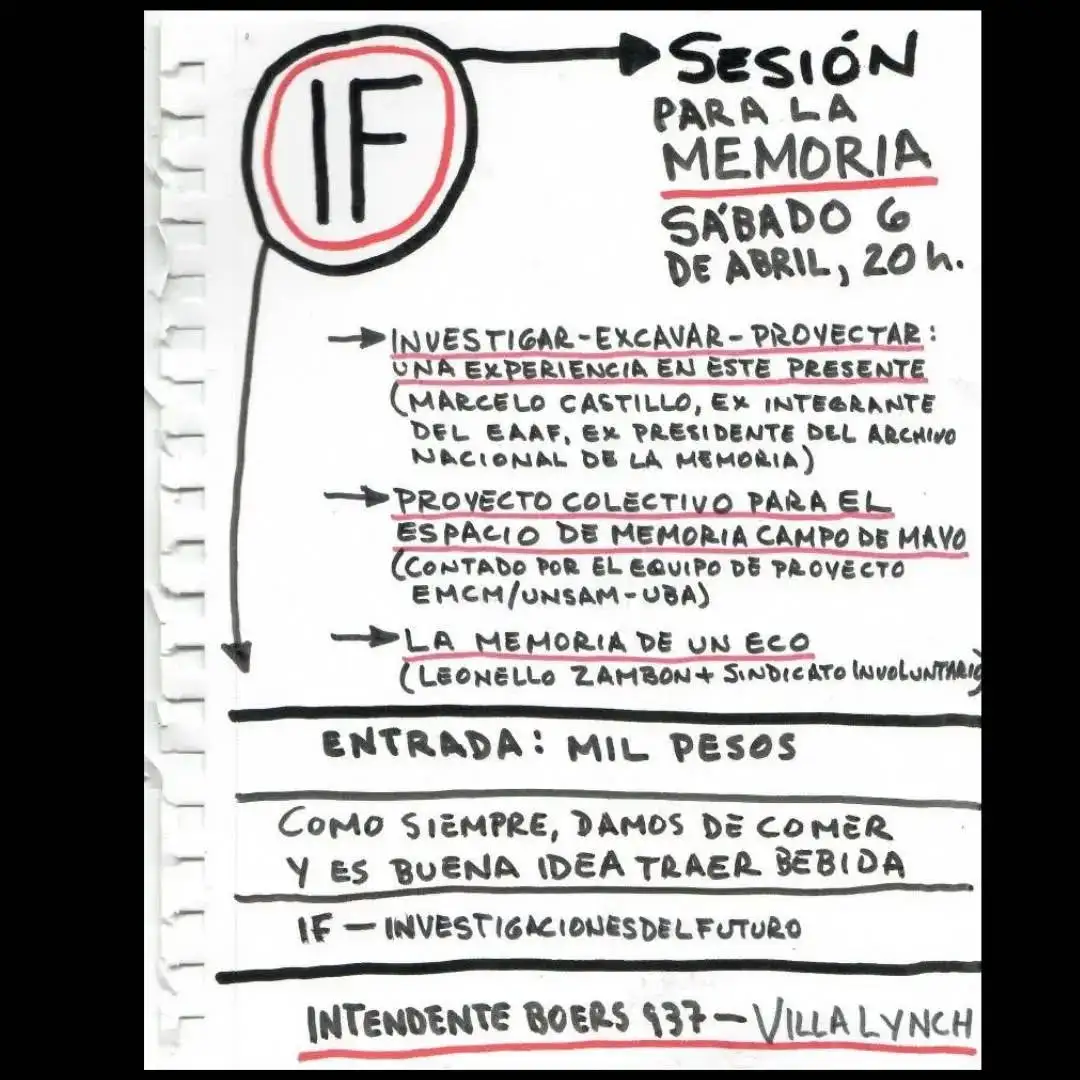 IF
SESIÓN
PARA LA
MEMORIA
SÁBADO 6
DE ABRIL, 20 h.
INVESTIGAR-EXCAVAR-PROYECTAR:
UNA EXPERIENCIA EN ESTE PRESENTE
(MARCELO CASTILLO, EX INTEGRANTE
DEL EAAF, EX PRESIDENTE DEL ARCHIVO
NACIONAL DE LA MEMORIA)
PROYECTO COLECTIVO PARA EL
ESPACIO DE MEMORIA CAMPO DE MAYO
(CONTADO POR EL EQUIPO DE PROYECTO
EMCM/UNSAM-UBA)
LA MEMORIA DE UN ECO
(LEONELLO ZAMBON + SINDICATO INVOLUNTARIO)
ENTRADA: MIL PESOS
COMO SIEMPRE, DAMOS DE COMER
Y ES BUENA IDEA TRAER BEBIDA
IF — INVESTIGACIONESDELFUTURO
INTENDENTE BOERS 937 — VILLA LYNCH